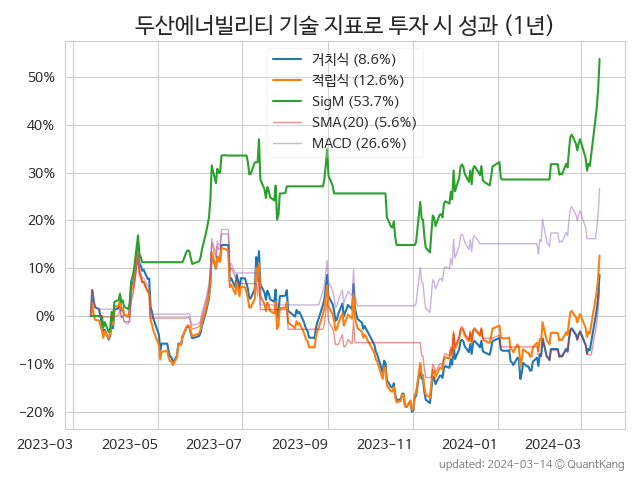 두산에너빌리티 기술 지표로 투자 시 성과 (1년)
거치식 (8.6%)
적립식 (12.6%)
SigM (53.7%)
SMA(20) (5.6%)
MACD (26.6%)
50%
40%
30%
20%
10%
0%
−10%
−20%
2023-03 2023-05 2023-07 2023-09 2023-11 2024-01 2024-03
updated: 2024-03-14 © QuantKang